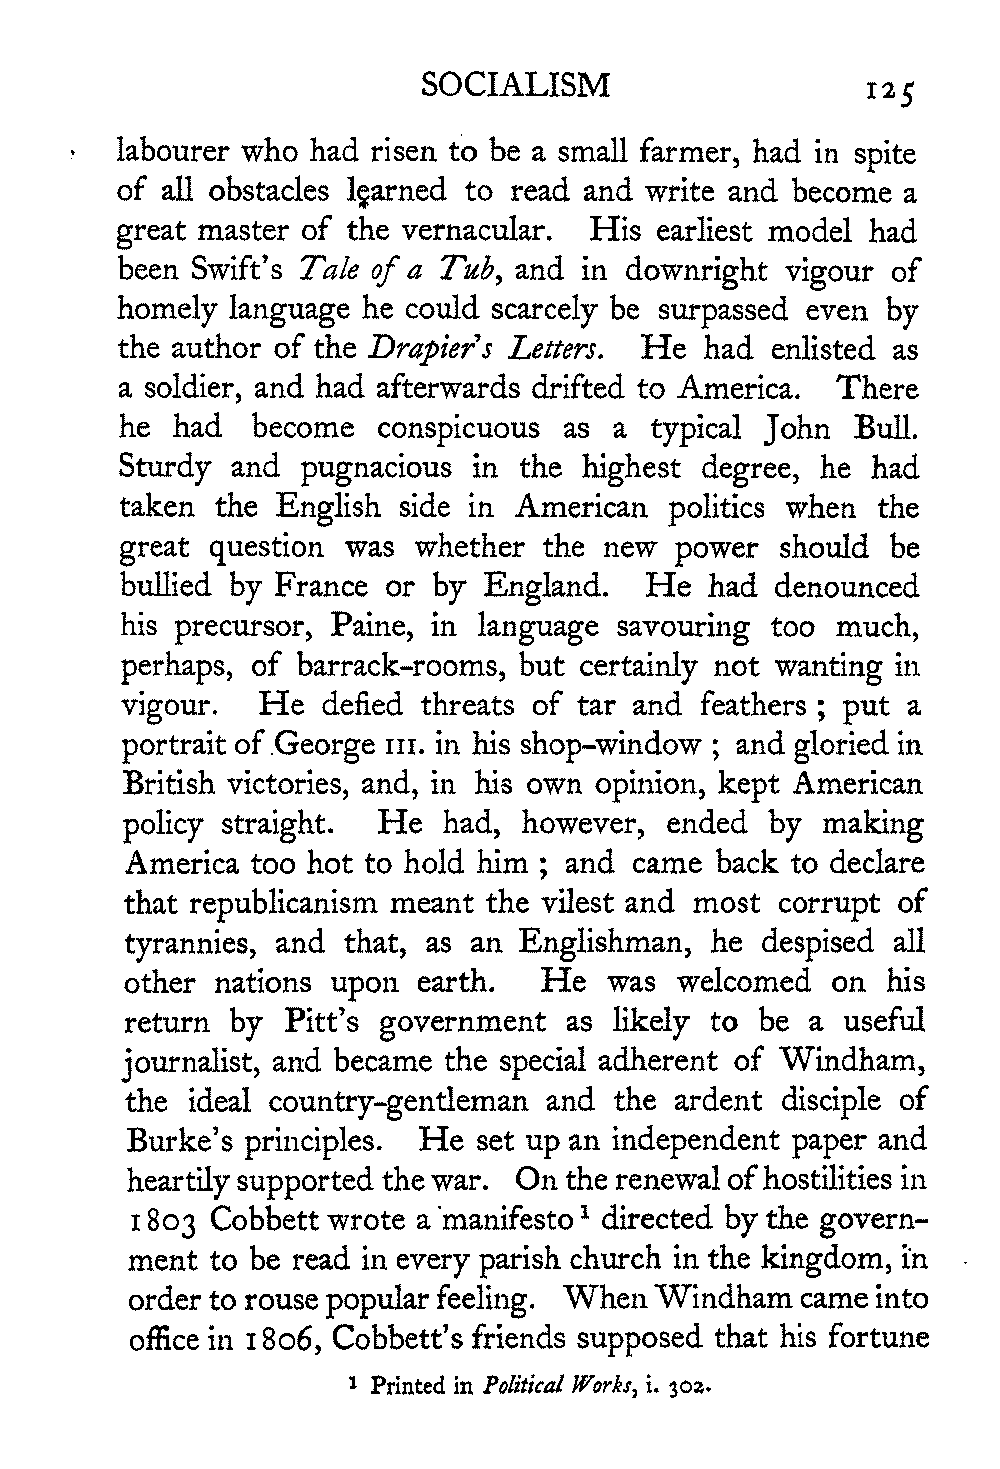 SOCIALISM 125
labourer who had risen to be a small farmer, had in spite
of all obstacles learned to read and write and become a
great master of the vernacular. His earliest model had
been Swift's Tale of a Tub, and in downright vigour of
homely language he could scarcely be surpassed even by
the author of the Drapier's Letters. He had enlisted as
a soldier, and had afterwards drifted to America. There
he had become conspicuous as a typical John Bull.
Sturdy and pugnacious in the highest degree, he had
taken the English side in American politics when the
great question was whether the new power should be
bullied by France or by England. He had denounced
his precursor, Paine, in language savouring too much,
perhaps, of barrack-rooms, but certainly not wanting in
vigour. He defied threats of tar and feathers ; put a
portrait of George III. in his shop-window ; and gloried in
British victories, and, in his own opinion, kept American
policy straight. He had, however, ended by making
America too hot to hold him ; and came back to declare
that republicanism meant the vilest and most corrupt of
tyrannies, and that, as an Englishman, he despised all
other nations upon earth. He was welcomed on his
return by Pitt's government as likely to be a useful
journalist, and became the special adherent of Windham,
the ideal country-gentleman and the ardent disciple of
Burke's principles. He set up an independent paper and
heartily supported the war. On the renewal of hostilities in
1803 Cobbett wrote a manifesto ¹ directed by the govern-
ment to be read in every parish church in the kingdom, in
order to rouse popular feeling. When Windham came into
office in 1806, Cobbett's friends supposed that his fortune
¹ Printed in Political Works, i. 302.